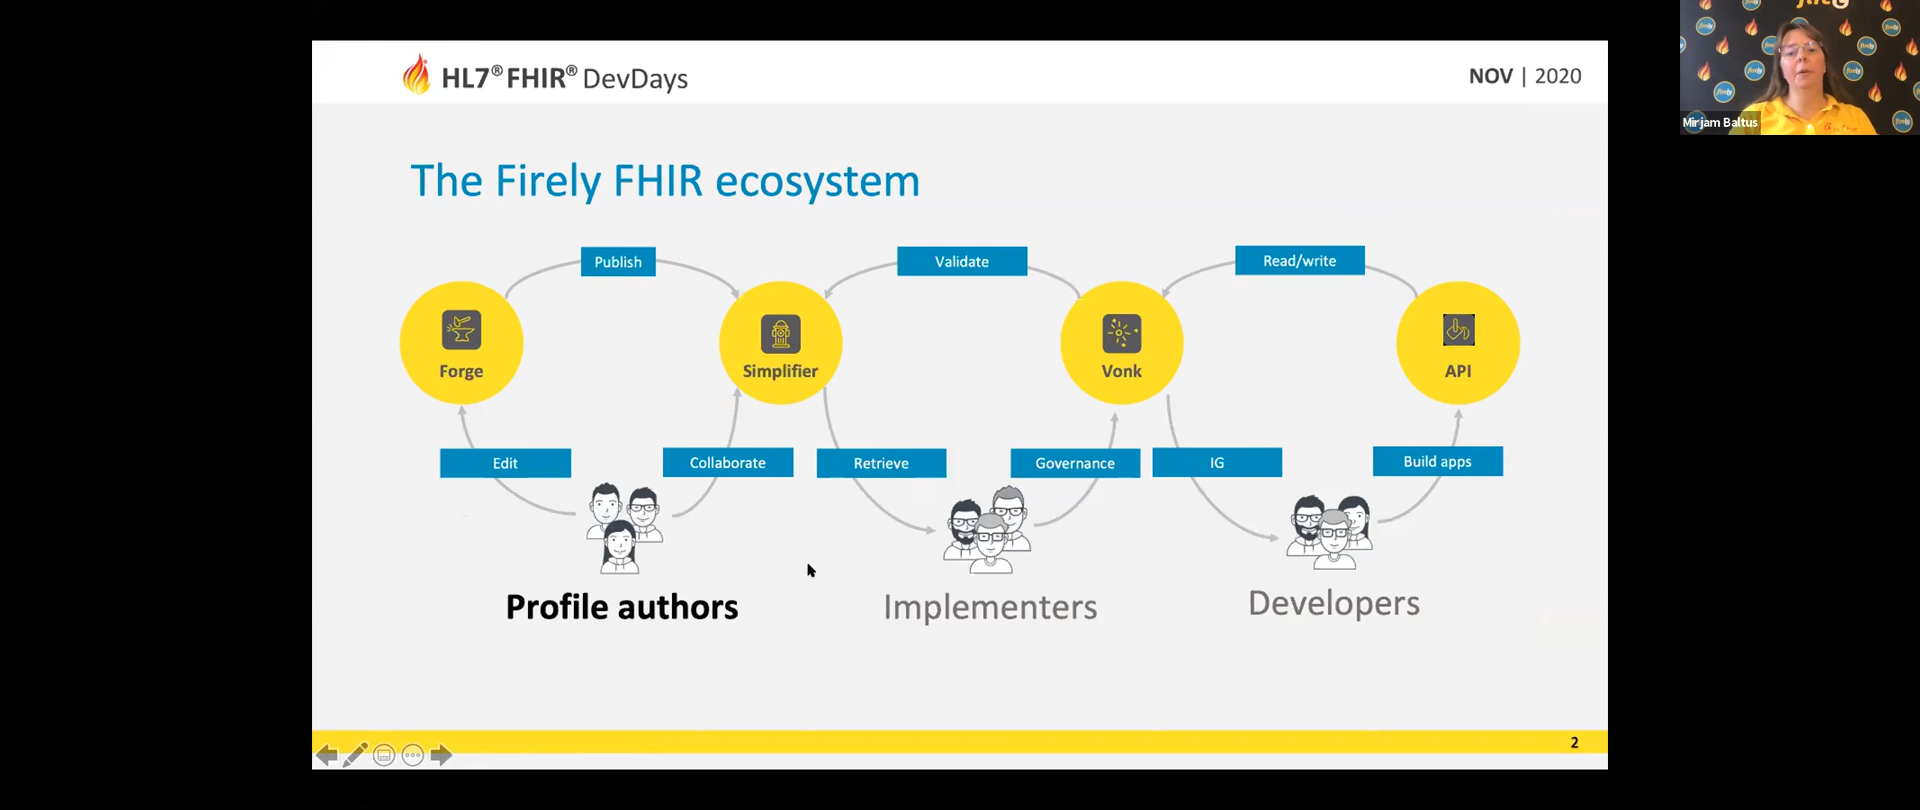 HL7® FHIR® DevDays
NOV | 2020
Mirjam Baltus
The Firely FHIR ecosystem
Publish
Validate
Read/write
Forge
Simplifier
Vonk
API
Edit
Collaborate
Retrieve
Governance
IG
Build apps
Profile authors
Implementers
Developers
2